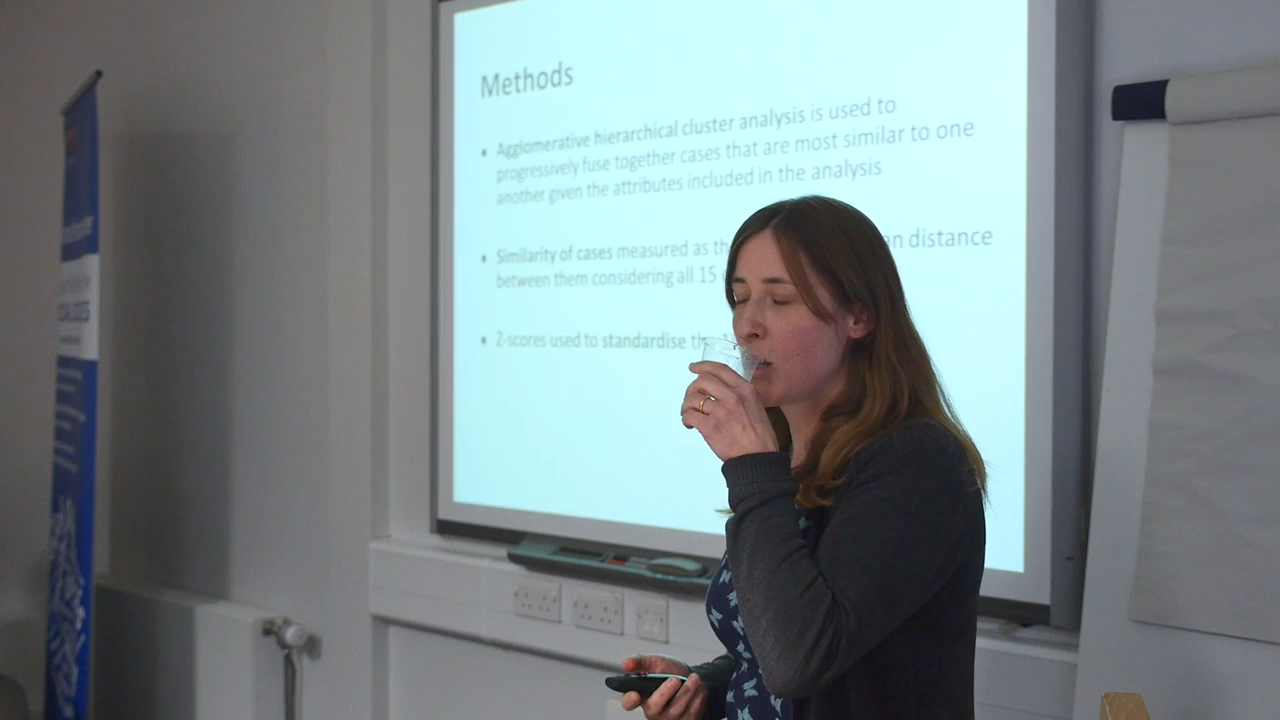 Methods
• Agglomerative hierarchical cluster analysis is used to
progressively fuse together cases that are most similar to one
another given the attributes included in the analysis
• Similarity of cases measured as th an distance
between them considering all 15
• Z-scores used to standardise th